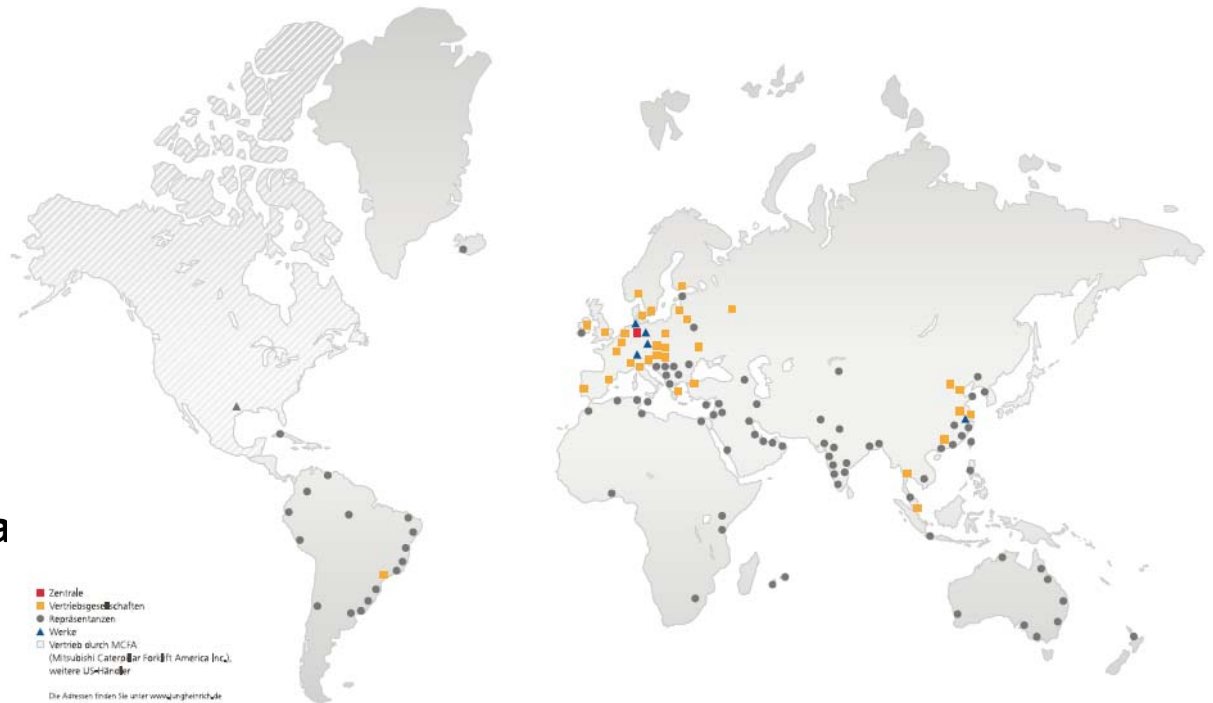 a
Zentrale
Vertriebsgesellschaften
Repräsentanzen
Werke
Vertrieb durch MCFA
(Mitsubishi Caterpillar Forklift America Inc.),
weitere US-Händler
Die Adressen finden Sie unter www.jungheinrich.de